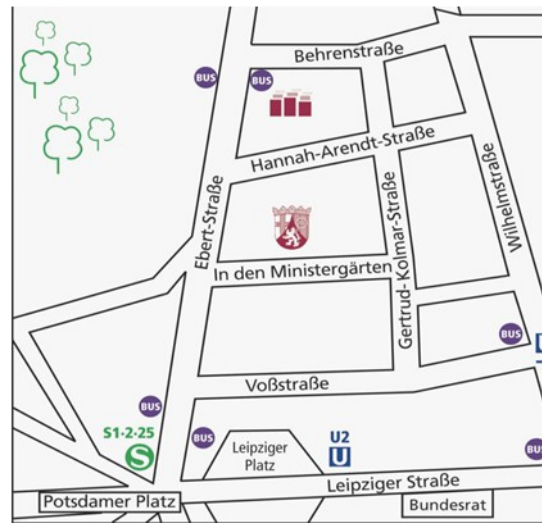 Behrenstraße
BUS
BUS
Hannah-Arendt-Straße
Ebert-Straße
Gertrud-Kolmar-Straße
Wilhelmstraße
In den Ministergärten
BUS
Voßstraße
BUS
S1·2·25
S
BUS
Leipziger
Platz
U2
U
BUS
Leipziger Straße
Potsdamer Platz
Bundesrat